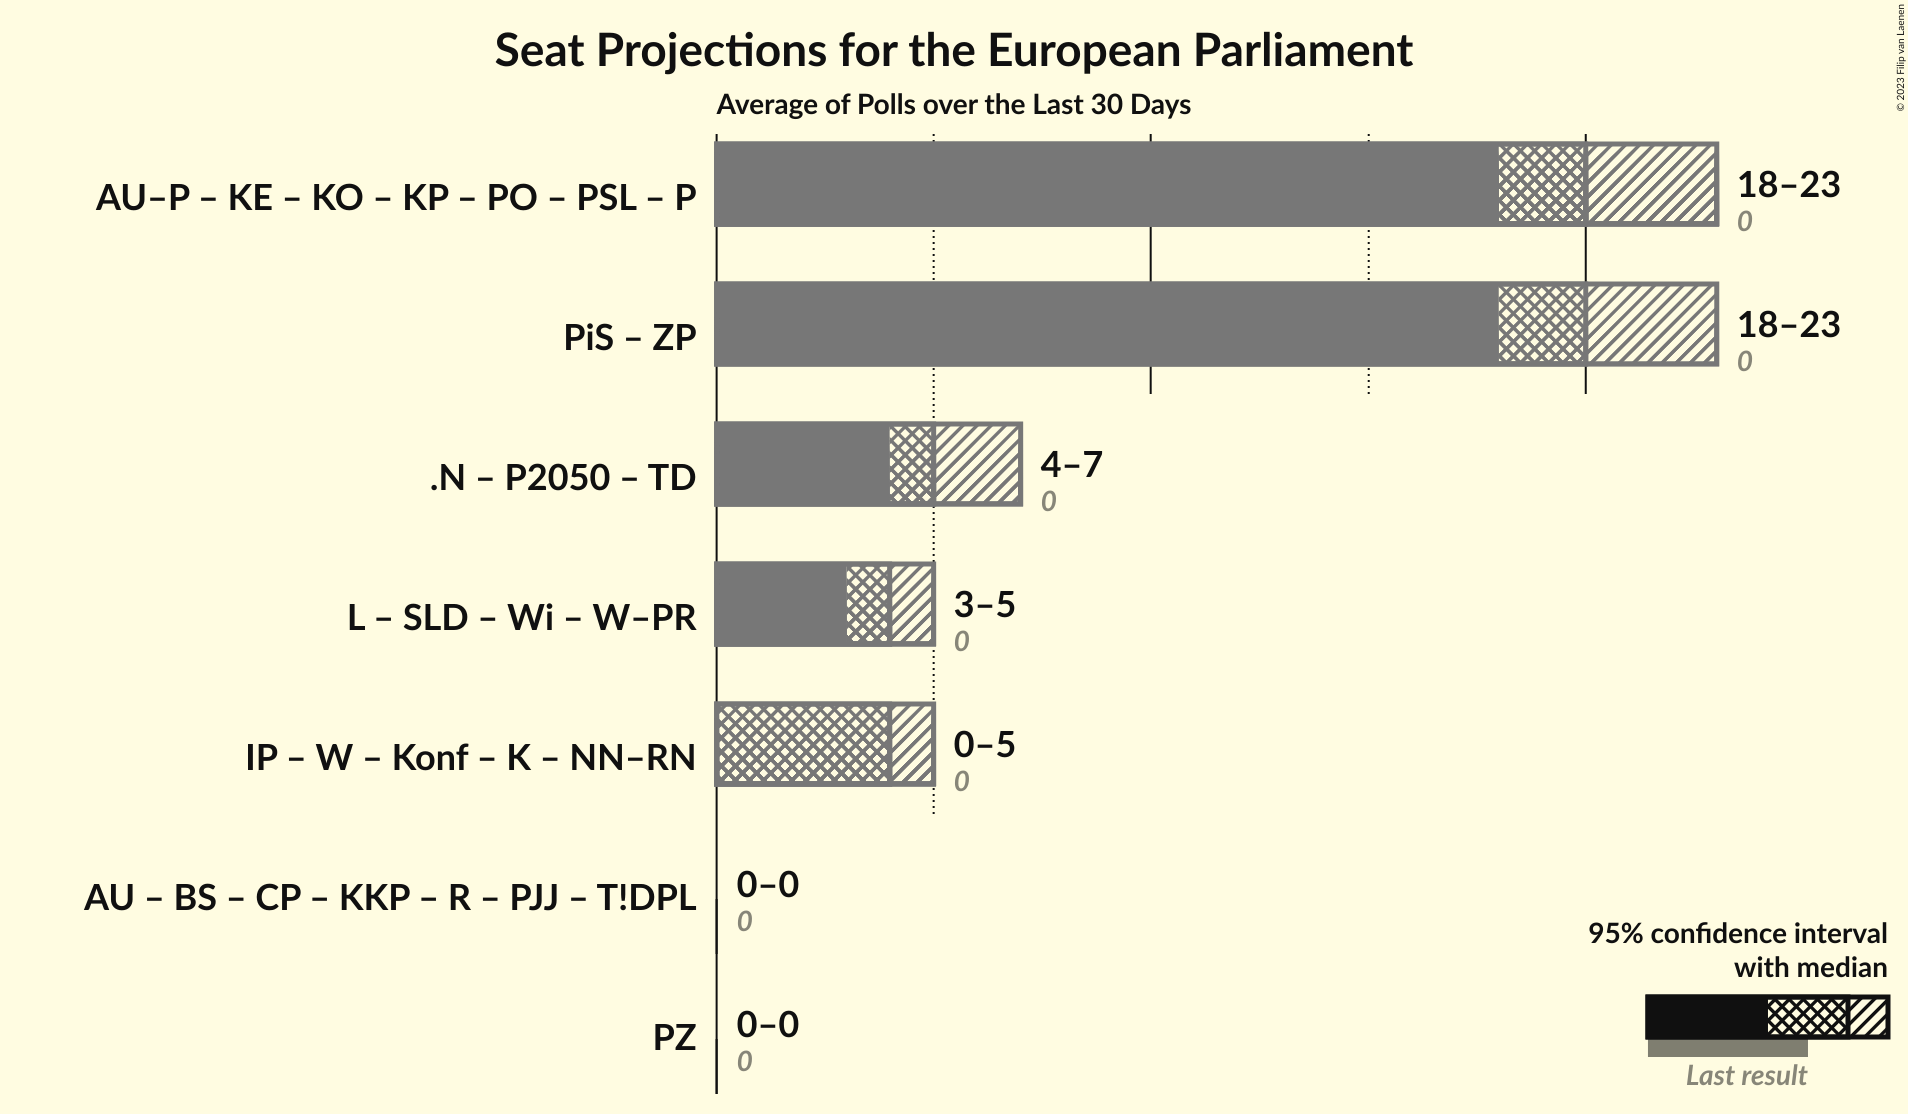 Seat Projections for the European Parliament
Average of Polls over the Last 30 Days
© 2023 Filip van Laenen
AU–P – KE – KO – KP – PO – PSL – P
18–23
0
PiS – ZP
18–23
0
.N – P2050 – TD
4–7
0
L – SLD – Wi – W–PR
3–5
0
IP – W – Konf – K – NN–RN
0–5
0
AU – BS – CP – KKP – R – PJJ – T!DPL
0–0
0
PZ
0–0
0
95% confidence interval
with median
Last result